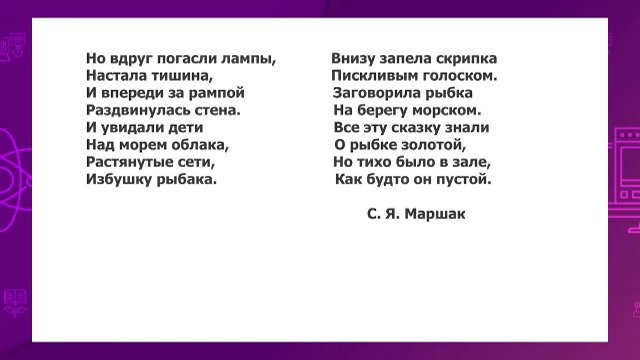 Но вдруг погасли лампы,
Настала тишина,
И впереди за рампой
Раздвинулась стена.
И увидали дети
Над морем облака,
Растянутые сети,
Избушку рыбака.
Внизу запела скрипка
Пискливым голоском.
Заговорила рыбка
На берегу морском.
Все эту сказку знали
О рыбке золотой,
Но тихо было в зале,
Как будто он пустой.
С. Я. Маршак